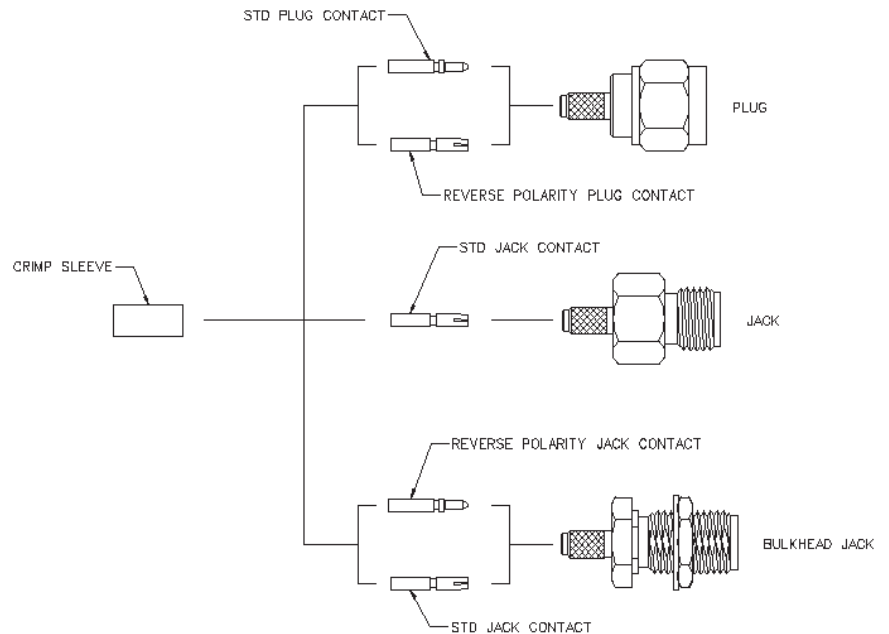 STD PLUG CONTACT
PLUG
REVERSE POLARITY PLUG CONTACT
STD JACK CONTACT
CRIMP SLEEVE
JACK
REVERSE POLARITY JACK CONTACT
BULKHEAD JACK
STD JACK CONTACT